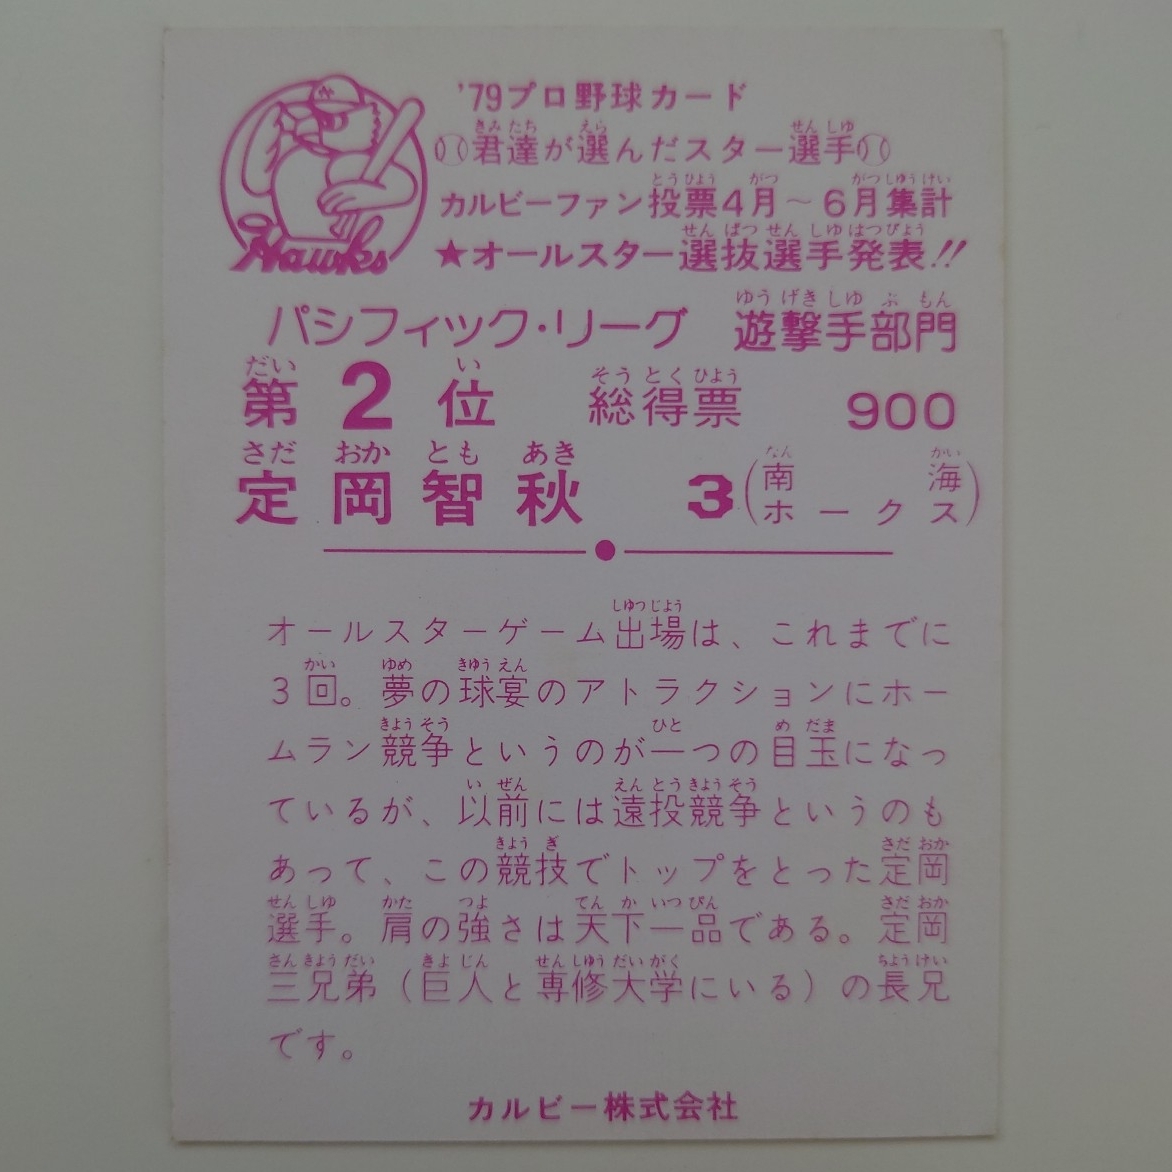 Hawks
'79プロ野球カード
君達が選んだスター選手
カルビーファン投票4月～6月集計
★オールスター選抜選手発表!!
パシフィック・リーグ 遊撃手部門
第2位 総得票 900
定岡智秋 3(南海ホークス)
オールスターゲーム出場は、これまでに
3回。夢の球宴のアトラクションにホー
ムラン競争というのが一つの目玉になっ
ているが、以前には遠投競争というのも
あって、この競技でトップをとった定岡
選手。肩の強さは天下一品である。定岡
三兄弟(巨人と専修大学にいる)の長兄
です。
カルビー株式会社